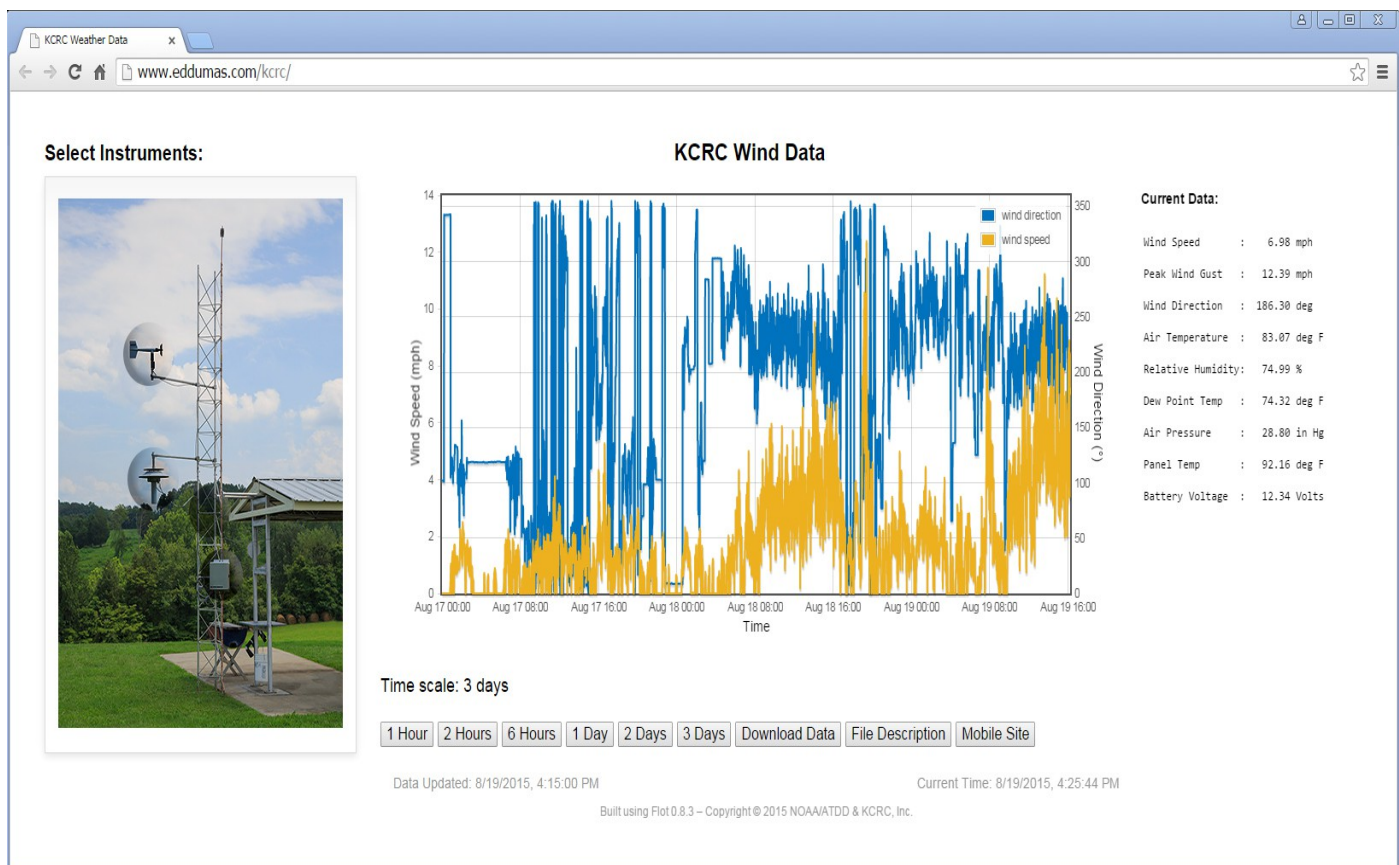 KCRC Weather Data
www.eddumas.com/kcrc/
Select Instruments:
KCRC Wind Data
wind direction
wind speed
14
12
10
8
6
4
2
0
Wind Speed (mph)
350
300
250
200
150
100
50
0
Wind Direction (°)
Aug 17 00:00 Aug 17 08:00 Aug 17 16:00 Aug 18 00:00 Aug 18 08:00 Aug 18 16:00 Aug 19 00:00 Aug 19 08:00 Aug 19 16:00
Time
Current Data:
Wind Speed : 6.98 mph
Peak Wind Gust : 12.39 mph
Wind Direction : 186.30 deg
Air Temperature : 83.07 deg F
Relative Humidity: 74.99 %
Dew Point Temp : 74.32 deg F
Air Pressure : 28.80 in Hg
Panel Temp : 92.16 deg F
Battery Voltage : 12.34 Volts
Time scale: 3 days
1 Hour 2 Hours 6 Hours 1 Day 2 Days 3 Days Download Data File Description Mobile Site
Data Updated: 8/19/2015, 4:15:00 PM
Current Time: 8/19/2015, 4:25:44 PM
Built using Flot 0.8.3 – Copyright © 2015 NOAA/ATDD & KCRC, Inc.